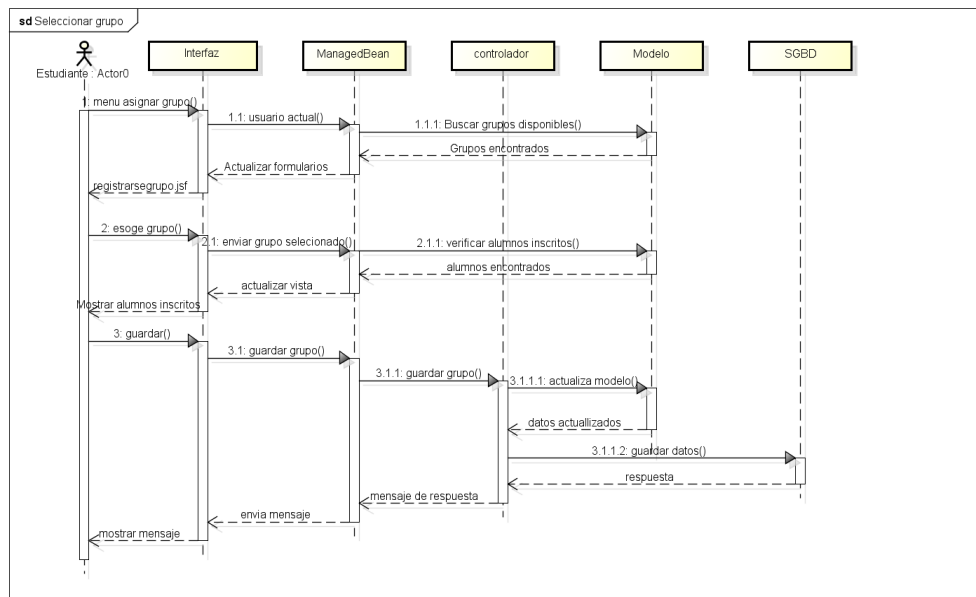 sd Seleccionar grupo
Interfaz
ManagedBean
controlador
Modelo
SGBD
Estudiante : Actor0
1: menu asignar grupo()
1.1: usuario actual()
1.1.1: Buscar grupos disponibles()
Grupos encontrados
Actualizar formularios
registrarsegrupo.jsf
2: esoge grupo()
2.1: enviar grupo selecionado()
2.1.1: verificar alumnos inscritos()
alumnos encontrados
actualizar vista
Mostrar alumnos inscritos
3: guardar()
3.1: guardar grupo()
3.1.1: guardar grupo()
3.1.1.1: actualiza modelo()
datos actuallizados
3.1.1.2: guardar datos()
respuesta
mensaje de respuesta
envia mensaje
mostrar mensaje